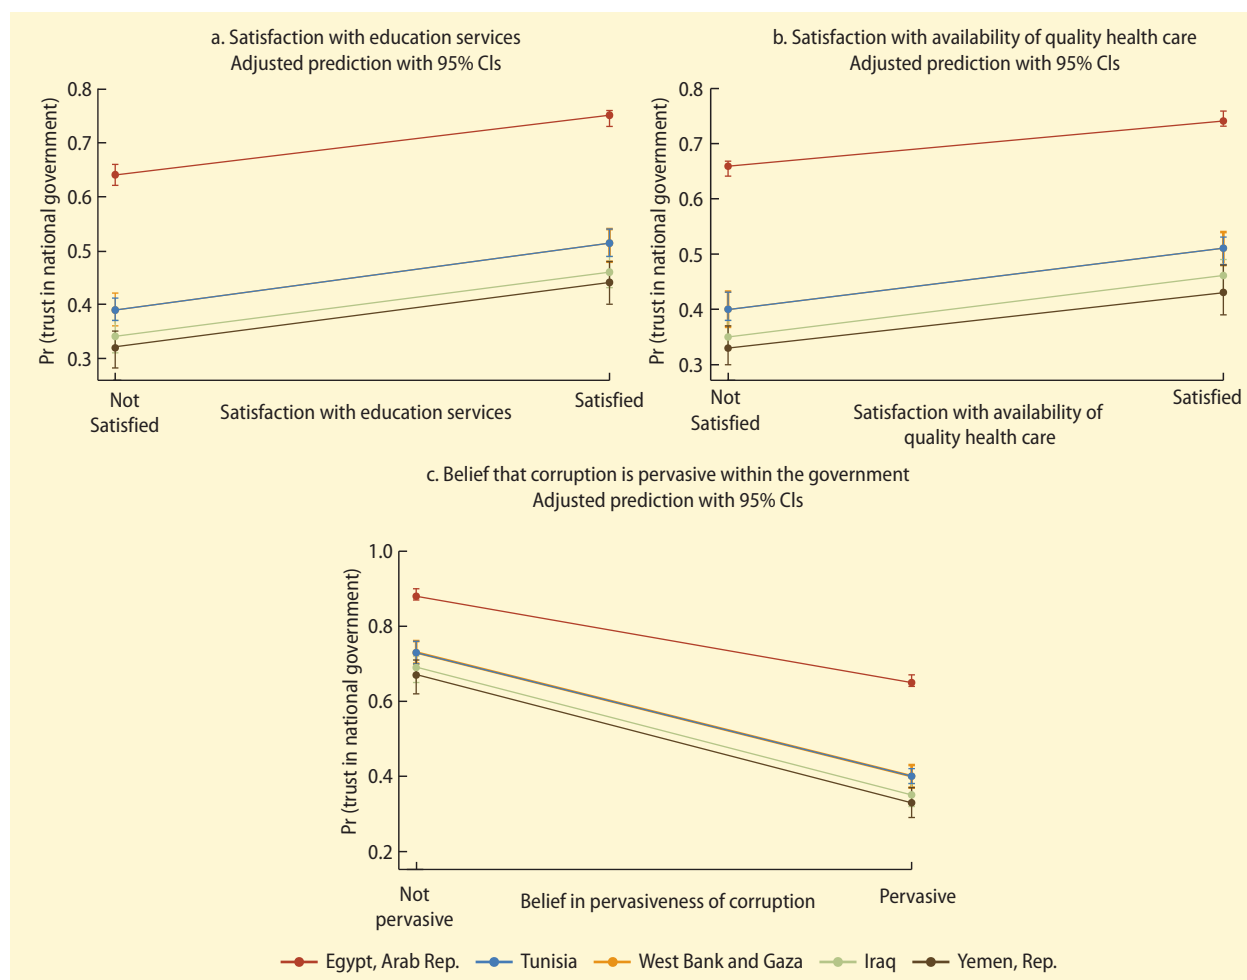 a. Satisfaction with education services
Adjusted prediction with 95% CIs
Pr (trust in national government)
0.8
0.7
0.6
0.5
0.4
0.3
Not
Satisfied
Satisfaction with education services
Satisfied
b. Satisfaction with availability of quality health care
Adjusted prediction with 95% CIs
Pr (trust in national government)
0.8
0.7
0.6
0.5
0.4
0.3
Not
Satisfied
Satisfaction with availability of
quality health care
Satisfied
c. Belief that corruption is pervasive within the government
Adjusted prediction with 95% CIs
Pr (trust in national government)
1.0
0.8
0.6
0.4
0.2
Not
pervasive
Belief in pervasiveness of corruption
Pervasive
Egypt, Arab Rep. Tunisia West Bank and Gaza Iraq Yemen, Rep.